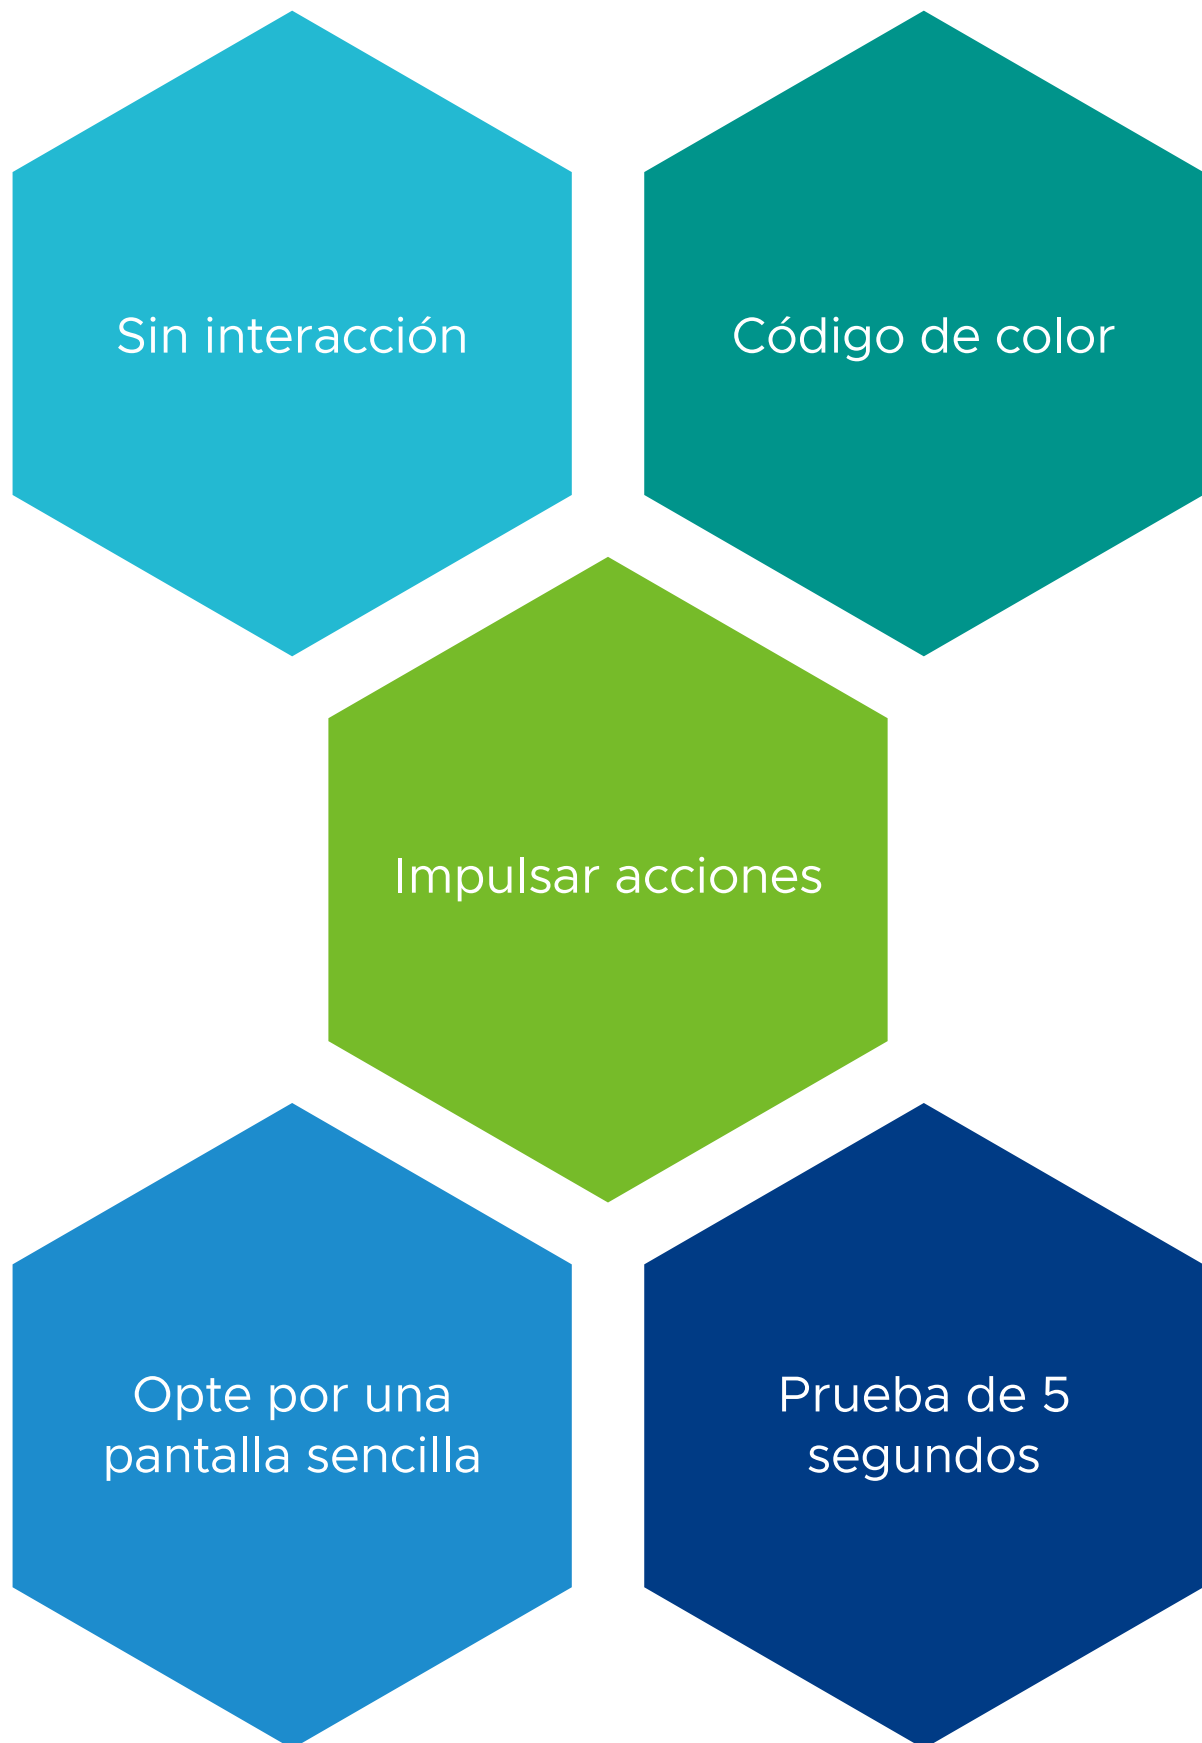 Sin interacción
Código de color
Impulsar acciones
Opte por una
pantalla sencilla
Prueba de 5
segundos